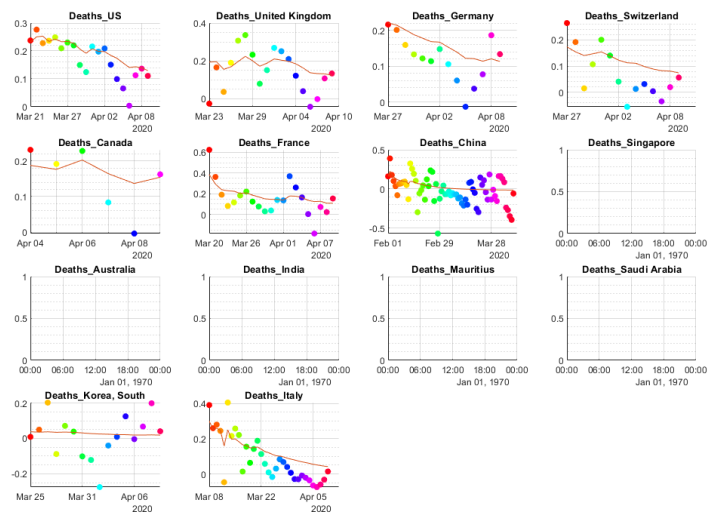 Deaths_US
0.3
0.2
0.1
0
Mar 21
Mar 27
Apr 02
Apr 08
2020
Deaths_United Kingdom
0.4
0.2
0
Mar 23
Mar 29
Apr 04
Apr 10
2020
Deaths_Germany
0.2
0.1
0
Mar 27
Apr 02
Apr 08
2020
Deaths_Switzerland
0.2
0.1
0
Mar 27
Apr 02
Apr 08
2020
Deaths_Canada
0.2
0.1
0
Apr 04
Apr 06
Apr 08
2020
Deaths_France
0.6
0.4
0.2
0
Mar 20
Mar 26
Apr 01
Apr 07
2020
Deaths_China
0.5
0
-0.5
Feb 01
Feb 29
Mar 28
2020
Deaths_Singapore
1
0.5
0
00:00
06:00
12:00
18:00
00:00
Jan 01, 1970
Deaths_Australia
1
0.5
0
00:00
06:00
12:00
18:00
00:00
Jan 01, 1970
Deaths_India
1
0.5
0
00:00
06:00
12:00
18:00
00:00
Jan 01, 1970
Deaths_Mauritius
1
0.5
0
00:00
06:00
12:00
18:00
00:00
Jan 01, 1970
Deaths_Saudi Arabia
1
0.5
0
00:00
06:00
12:00
18:00
00:00
Jan 01, 1970
Deaths_Korea, South
0.2
0
-0.2
Mar 25
Mar 31
Apr 06
2020
Deaths_Italy
0.4
0.2
0
Mar 08
Mar 22
Apr 05
2020